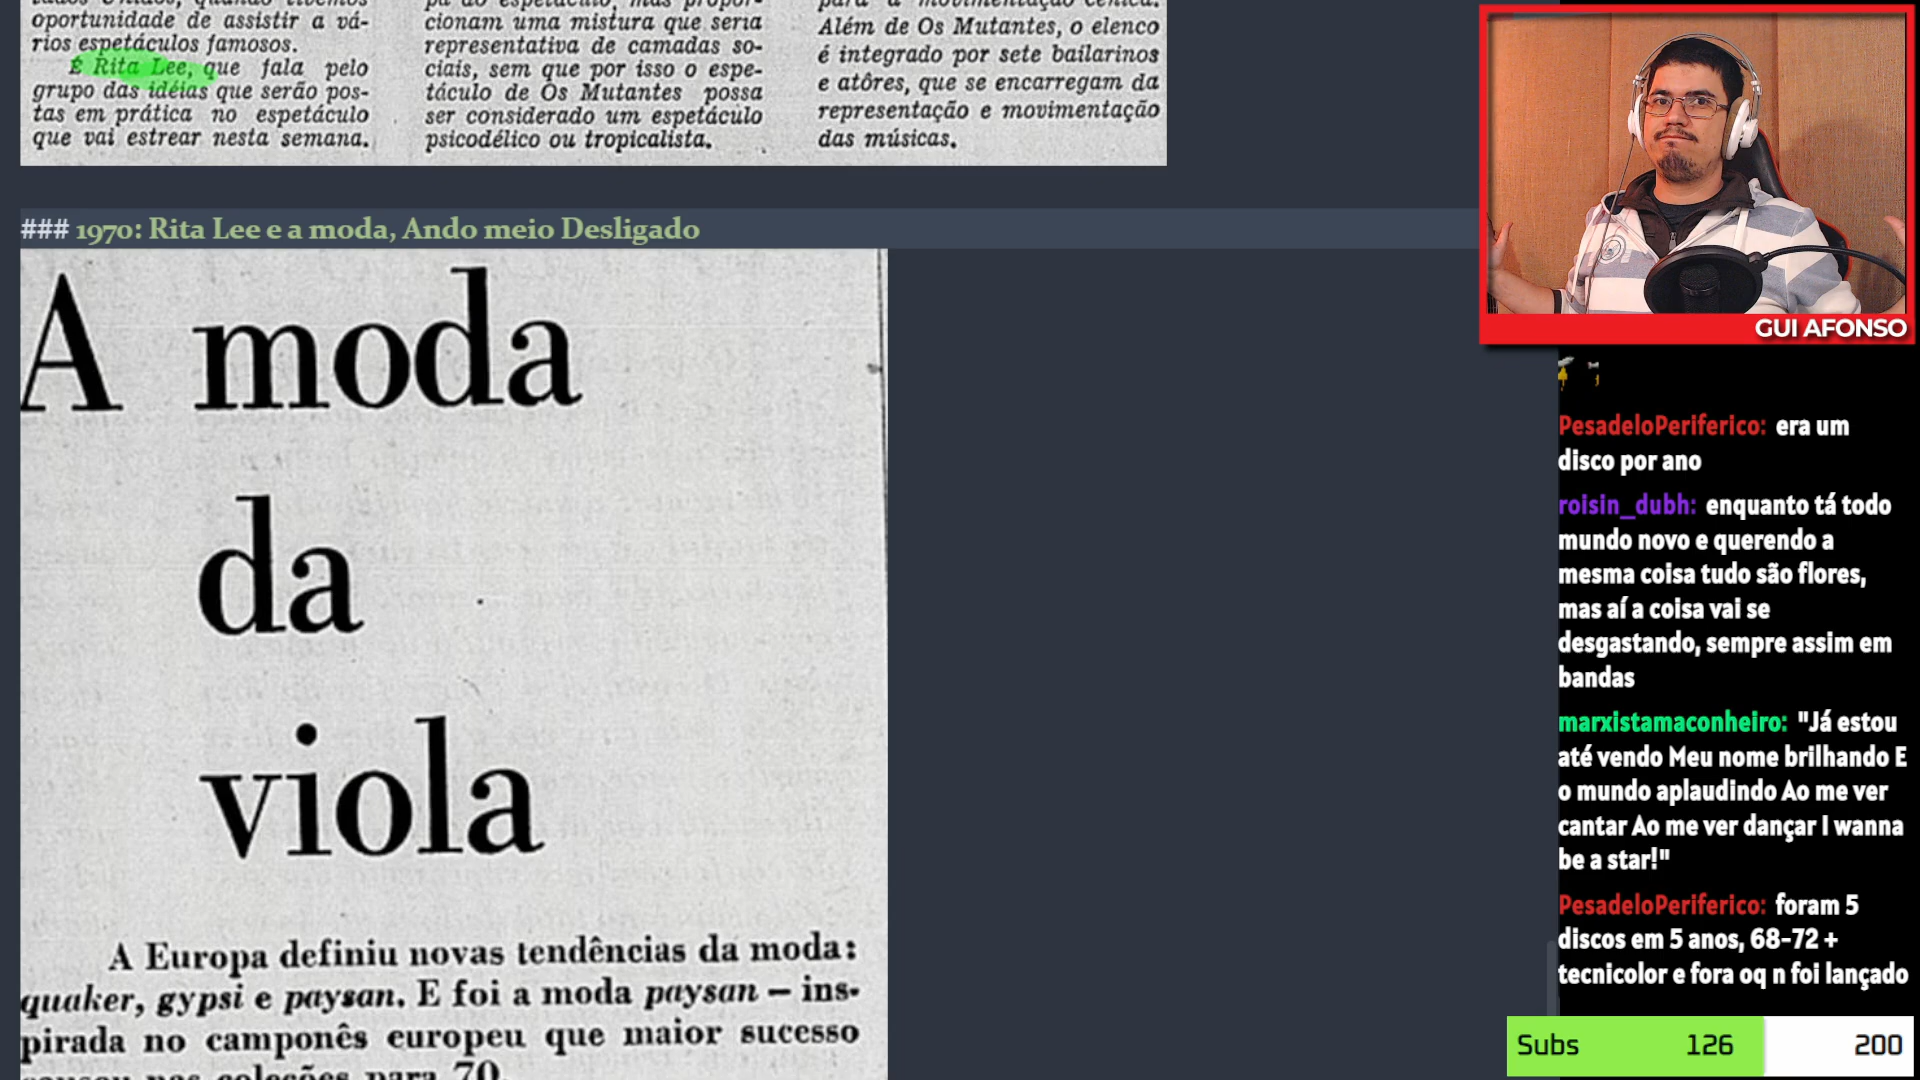 oportunidade de assistir a vá-
rios espetáculos famosos.
É Rita Lee, que fala pelo
grupo das idéias que serão pos-
tas em prática no espetáculo
que vai estrear nesta semana.
cionam uma mistura que seria
representativa de camadas so-
ciais, sem que por isso o espe-
táculo de Os Mutantes possa
ser considerado um espetáculo
psicodélico ou tropicalista.
Além de Os Mutantes, o elenco
é integrado por sete bailarinos
e atôres, que se encarregam da
representação e movimentação
das músicas.
### 1970: Rita Lee e a moda, Ando meio Desligado
A moda
da
viola
A Europa definiu novas tendências da moda:
quaker, gypsi e paysan. E foi a moda paysan — ins-
pirada no camponês europeu que maior sucesso
GUI AFONSO
PesadeloPeriferico: era um
disco por ano
roisin_dubh: enquanto tá todo
mundo novo e querendo a
mesma coisa tudo são flores,
mas aí a coisa vai se
desgastando, sempre assim em
bandas
marxistamaconheiro: "Já estou
até vendo Meu nome brilhando E
o mundo aplaudindo Ao me ver
cantar Ao me ver dançar I wanna
be a star!"
PesadeloPeriferico: foram 5
discos em 5 anos, 68-72 +
tecnicolor e fora oq n foi lançado
Subs 126 200